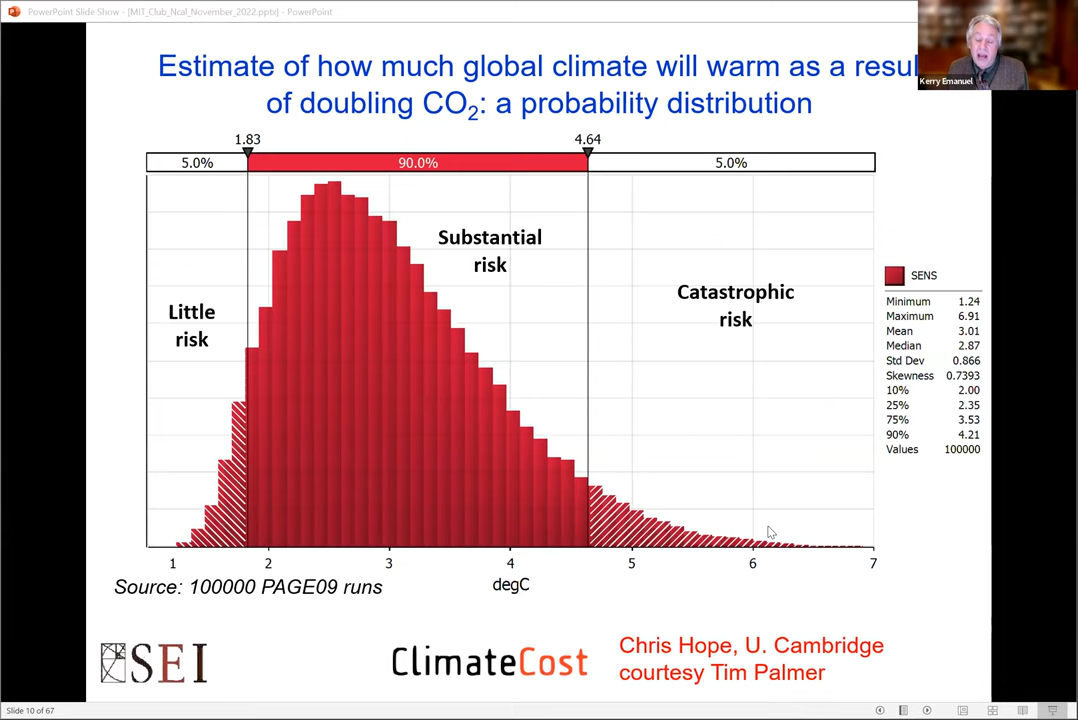 PowerPoint Slide Show - [MIT_Club_Ncal_November_2022.pptx] - PowerPoint
Kerry Emanuel
Estimate of how much global climate will warm as a resul
of doubling CO2: a probability distribution
1.83 4.64
5.0% 90.0% 5.0%
Substantial
risk
Little
risk
Catastrophic
risk
SENS
Minimum 1.24
Maximum 6.91
Mean 3.01
Median 2.87
Std Dev 0.866
Skewness 0.7393
10% 2.00
25% 2.35
75% 3.53
90% 4.21
Values 100000
1 2 3 4 5 6 7
degC
Source: 100000 PAGE09 runs
SEI
ClimateCost
Chris Hope, U. Cambridge
courtesy Tim Palmer
Slide 10 of 67